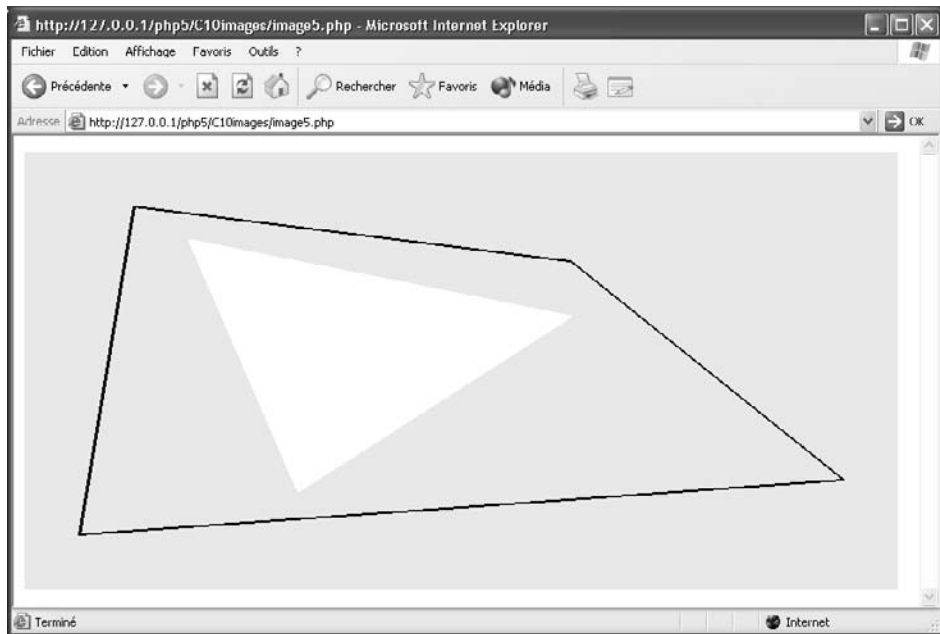 http://127.0.0.1/php5/C10images/image5.php - Microsoft Internet Explorer
Fichier Edition Affichage Favoris Outils ?
Précédente Rechercher Favoris Média
Adresse http://127.0.0.1/php5/C10images/image5.php OK
Terminé Internet